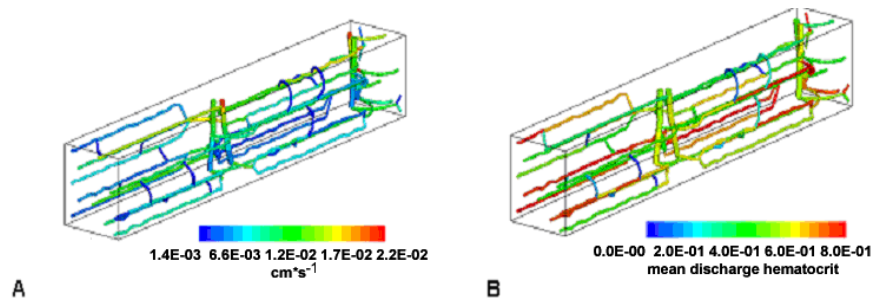 1.4E-03 6.6E-03 1.2E-02 1.7E-02 2.2E-02
cm*s-1
A
0.0E-00 2.0E-01 4.0E-01 6.0E-01 8.0E-01
mean discharge hematocrit
B